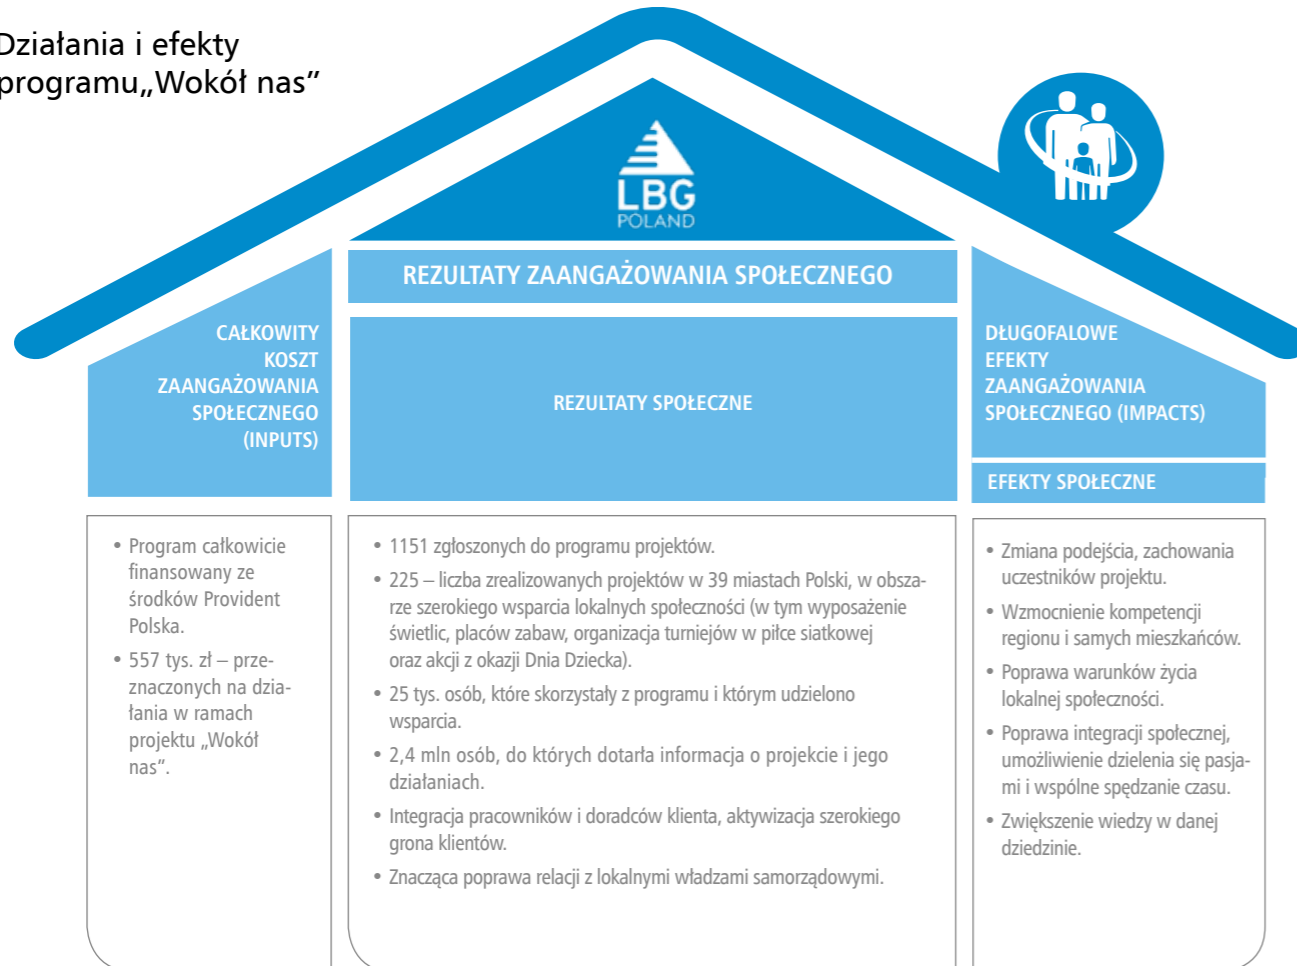 Działania i efekty
programu „Wokół nas”
LBG
POLAND
REZULTATY ZAANGAŻOWANIA SPOŁECZNEGO
CAŁKOWITY
KOSZT
ZAANGAŻOWANIA
SPOŁECZNEGO
(INPUTS)
REZULTATY SPOŁECZNE
DŁUGOFALOWE
EFEKTY
ZAANGAŻOWANIA
SPOŁECZNEGO (IMPACTS)
EFEKTY SPOŁECZNE
• Program całkowicie
finansowany ze
środków Provident
Polska.
• 557 tys. zł – prze-
znaczonych na dzia-
łania w ramach
projektu „Wokół
nas”.
• 1151 zgłoszonych do programu projektów.
• 225 – liczba zrealizowanych projektów w 39 miastach Polski, w obsza-
rze szerokiego wsparcia lokalnych społeczności (w tym wyposażenie
świetlic, placów zabaw, organizacja turniejów w piłce siatkowej
oraz akcji z okazji Dnia Dziecka).
• 25 tys. osób, które skorzystały z programu i którym udzielono
wsparcia.
• 2,4 mln osób, do których dotarła informacja o projekcie i jego
działaniach.
• Integracja pracowników i doradców klienta, aktywizacja szerokiego
grona klientów.
• Znacząca poprawa relacji z lokalnymi władzami samorządowymi.
• Zmiana podejścia, zachowania
uczestników projektu.
• Wzmocnienie kompetencji
regionu i samych mieszkańców.
• Poprawa warunków życia
lokalnej społeczności.
• Poprawa integracji społecznej,
umożliwienie dzielenia się pasja-
mi i wspólne spędzanie czasu.
• Zwiększenie wiedzy w danej
dziedzinie.